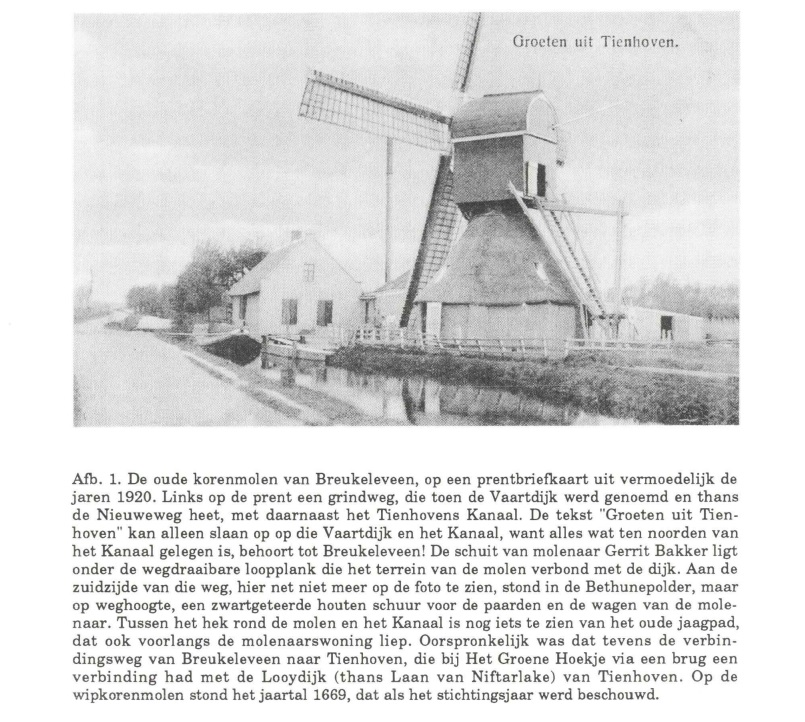 Groeten uit Tienhoven.
Afb. 1. De oude korenmolen van Breukeleveen, op een prentbriefkaart uit vermoedelijk de
jaren 1920. Links op de prent een grindweg, die toen de Vaartdijk werd genoemd en thans
de Nieuweweg heet, met daarnaast het Tienhovens Kanaal. De tekst "Groeten uit Tien-
hoven" kan alleen slaan op op die Vaartdijk en het Kanaal, want alles wat ten noorden van
het Kanaal gelegen is, behoort tot Breukeleveen! De schuit van molenaar Gerrit Bakker ligt
onder de wegdraaibare loopplank die het terrein van de molen verbond met de dijk. Aan de
zuidzijde van die weg, hier net niet meer op de foto te zien, stond in de Bethunepolder, maar
op weghoogte, een zwartgeteerde houten schuur voor de paarden en de wagen van de mole-
naar. Tussen het hek rond de molen en het Kanaal is nog iets te zien van het oude jaagpad,
dat ook voorlangs de molenaarswoning liep. Oorspronkelijk was dat tevens de verbin-
dingsweg van Breukeleveen naar Tienhoven, die bij Het Groene Hoekje via een brug een
verbinding had met de Looydijk (thans Laan van Niftarlake) van Tienhoven. Op de
wipkorenmolen stond het jaartal 1669, dat als het stichtingsjaar werd beschouwd.